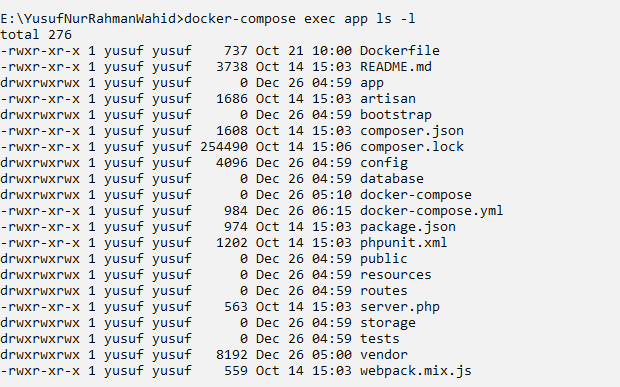 E:\YusufNurRahmanWahid>docker-compose exec app ls -l
total 276
-rwxr-xr-x 1 yusuf yusuf    737 Oct 21 10:00 Dockerfile
-rwxr-xr-x 1 yusuf yusuf   3738 Oct 14 15:03 README.md
drwxrwxrwx 1 yusuf yusuf      0 Dec 26 04:59 app
-rwxr-xr-x 1 yusuf yusuf   1686 Oct 14 15:03 artisan
drwxrwxrwx 1 yusuf yusuf      0 Dec 26 04:59 bootstrap
-rwxr-xr-x 1 yusuf yusuf   1608 Oct 14 15:03 composer.json
-rwxr-xr-x 1 yusuf yusuf 254490 Oct 14 15:06 composer.lock
drwxrwxrwx 1 yusuf yusuf   4096 Dec 26 04:59 config
drwxrwxrwx 1 yusuf yusuf      0 Dec 26 04:59 database
drwxrwxrwx 1 yusuf yusuf      0 Dec 26 05:10 docker-compose
-rwxr-xr-x 1 yusuf yusuf    984 Dec 26 06:15 docker-compose.yml
-rwxr-xr-x 1 yusuf yusuf    974 Oct 14 15:03 package.json
-rwxr-xr-x 1 yusuf yusuf   1202 Oct 14 15:03 phpunit.xml
drwxrwxrwx 1 yusuf yusuf      0 Dec 26 04:59 public
drwxrwxrwx 1 yusuf yusuf      0 Dec 26 04:59 resources
drwxrwxrwx 1 yusuf yusuf      0 Dec 26 04:59 routes
-rwxr-xr-x 1 yusuf yusuf    563 Oct 14 15:03 server.php
drwxrwxrwx 1 yusuf yusuf      0 Dec 26 04:59 storage
drwxrwxrwx 1 yusuf yusuf      0 Dec 26 04:59 tests
drwxrwxrwx 1 yusuf yusuf   8192 Dec 26 05:00 vendor
-rwxr-xr-x 1 yusuf yusuf    559 Oct 14 15:03 webpack.mix.js